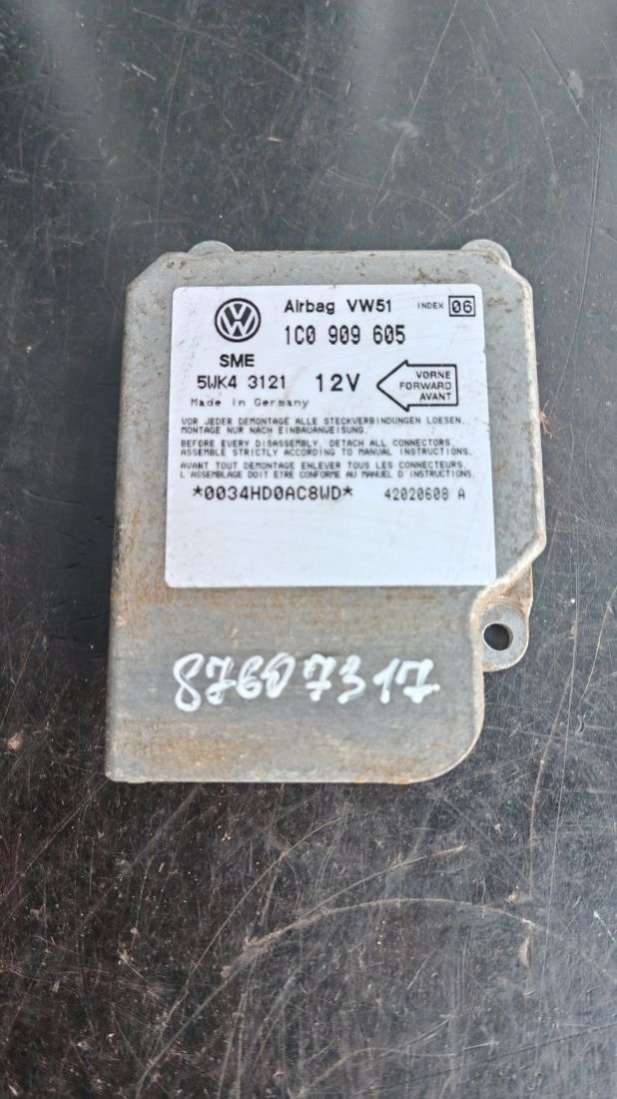 Airbag VW51 INDEX 06
1C0 909 605
SME
5WK4 3121 12V
VORNE
FORWARD
AVANT
Made in Germany
VOR JEDER DEMONTAGE ALLE STECKVERBINDUNGEN LOESEN.
MONTAGE NUR NACH EINBAUANWEISUNG.
BEFORE EVERY DISASSEMBLY DETACH ALL CONNECTORS.
ASSEMBLE STRICTLY ACCORDING TO MANUAL INSTRUCTIONS.
AVANT TOUT DEMONTAGE ENLEVER TOUS LES CONNECTEURS.
L ASSEMBLAGE DOIT ETRE CONFORME AU MANUEL D INSTRUCTIONS.
*0034HD0AC8WD* 42020608 A
87607317